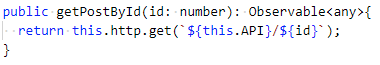 public getPostById(id: number): Observable<any>{
  return this.http.get(`${this.API}/${id}`);
}